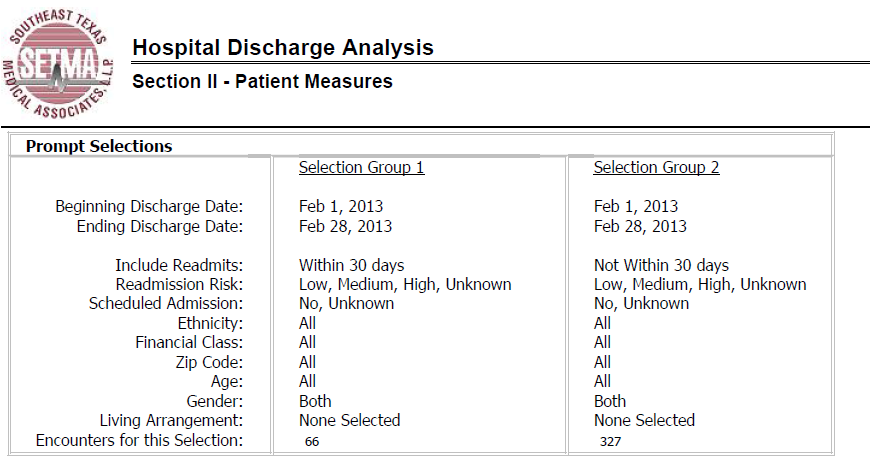 SOUTHEAST TEXAS
SETMA
MEDICAL ASSOCIATES, L.L.P.
Hospital Discharge Analysis
Section II - Patient Measures
Prompt Selections
Selection Group 1 Selection Group 2
Beginning Discharge Date: Feb 1, 2013 Feb 1, 2013
Ending Discharge Date: Feb 28, 2013 Feb 28, 2013
Include Readmits: Within 30 days Not Within 30 days
Readmission Risk: Low, Medium, High, Unknown Low, Medium, High, Unknown
Scheduled Admission: No, Unknown No, Unknown
Ethnicity: All All
Financial Class: All All
Zip Code: All All
Age: All All
Gender: Both Both
Living Arrangement: None Selected None Selected
Encounters for this Selection: 66 327